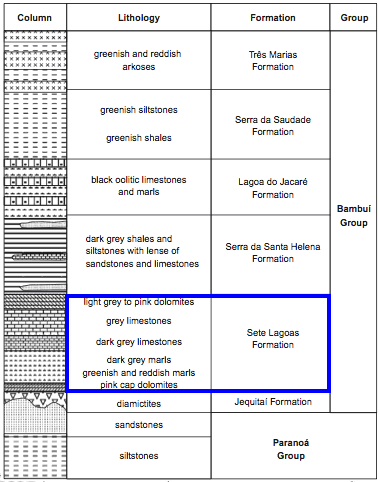 Column Lithology Formation Group
greenish and reddish
arkoses
Três Marias
Formation
greenish siltstones
greenish shales
Serra da Saudade
Formation
black oolitic limestones
and marls
Lagoa do Jacaré
Formation
Bambuí
Group
dark grey shales and
siltstones with lense of
sandstones and limestones
Serra da Santa Helena
Formation
light grey to pink dolomites
grey limestones
dark grey limestones
dark grey marls
greenish and reddish marls
pink cap dolomites
Sete Lagoas
Formation
diamictites
Jequitaí Formation
sandstones
siltstones
Paranoá
Group